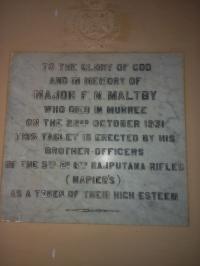 TO THE GLORY OF GOD
AND IN MEMORY OF
MAJOR F. N. MALTBY
WHO DIED IN MURREE
ON THE 22ND OCTOBER 1931
THIS TABLET IS ERECTED BY HIS
BROTHER-OFFICERS
OF THE 5TH BN 6TH RAJPUTANA RIFLES
(NAPIER'S)
AS A TOKEN OF THEIR HIGH ESTEEM